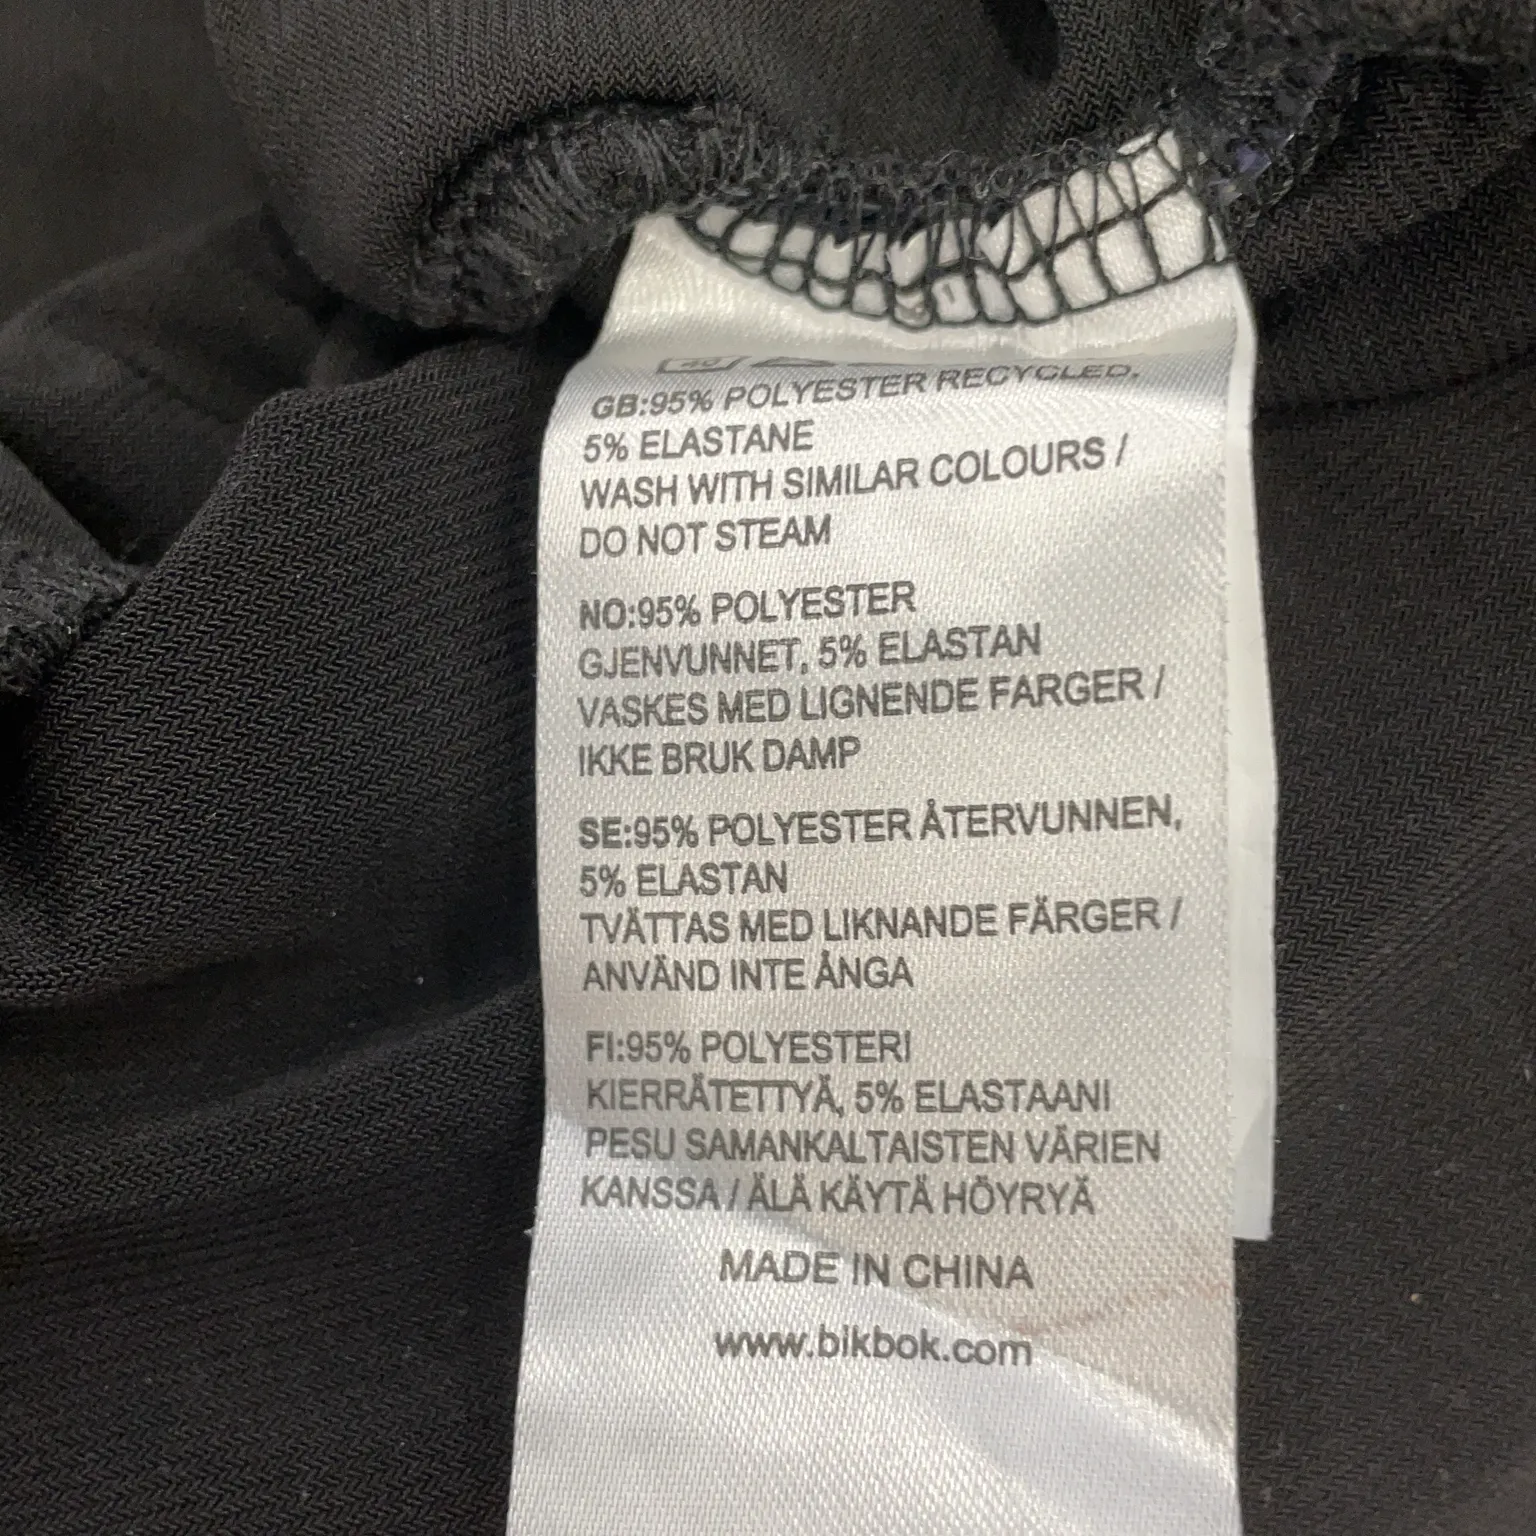 40
GB:95% POLYESTER RECYCLED,
5% ELASTANE
WASH WITH SIMILAR COLOURS /
DO NOT STEAM
NO:95% POLYESTER
GJENVUNNET, 5% ELASTAN
VASKES MED LIGNENDE FARGER /
IKKE BRUK DAMP
SE:95% POLYESTER ÅTERVUNNEN,
5% ELASTAN
TVÄTTAS MED LIKNANDE FÄRGER /
ANVÄND INTE ÅNGA
FI:95% POLYESTERI
KIERRÄTETTYÄ, 5% ELASTAANI
PESU SAMANKALTAISTEN VÄRIEN
KANSSA / ÄLÄ KÄYTÄ HÖYRYÄ
MADE IN CHINA
www.bikbok.com